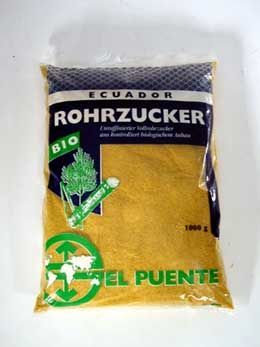 ECUADOR
ROHRZUCKER
Unraffinierter Vollrohrzucker
aus kontrolliert biologischem Anbau
BIO
1000 g
EL PUENTE